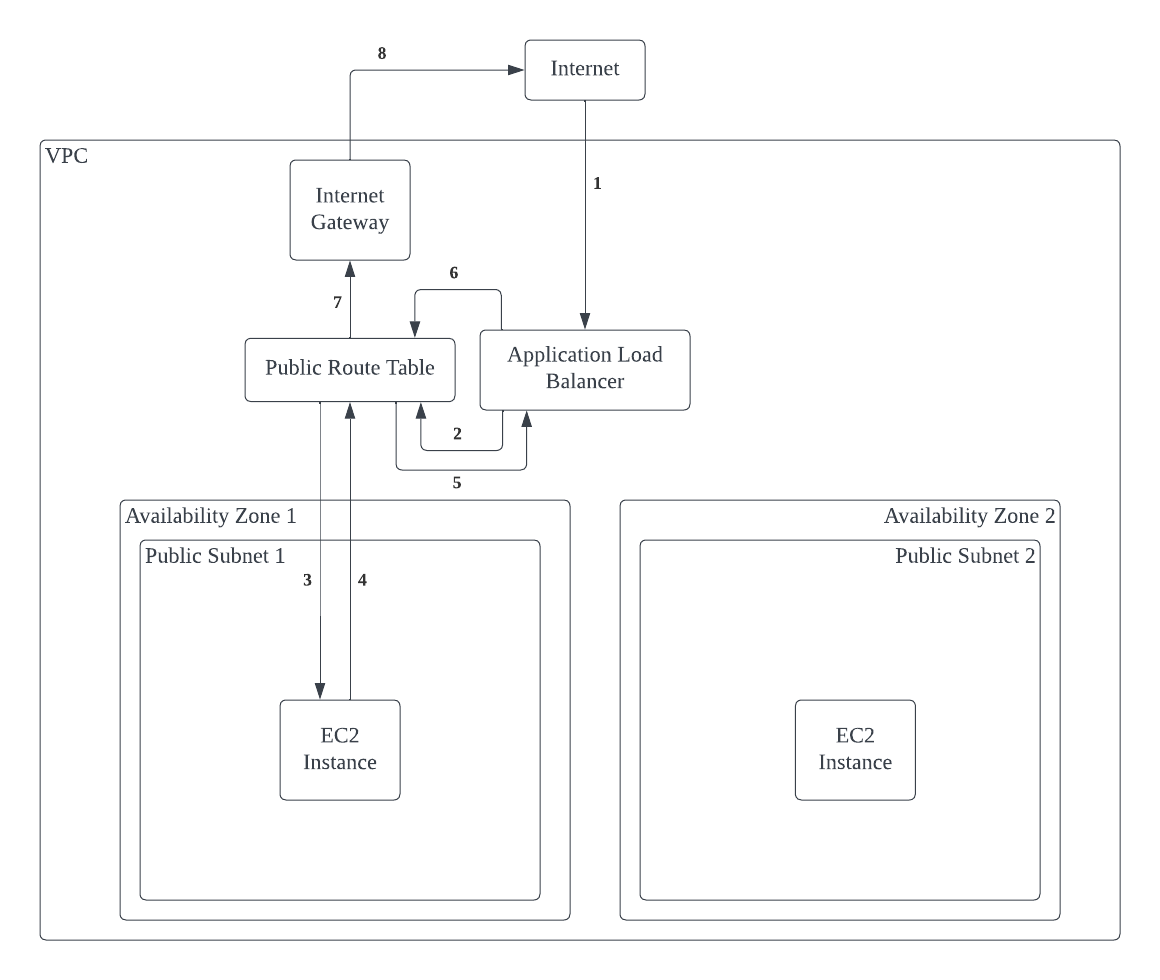 8
Internet
VPC
1
Internet
Gateway
6
7
Public Route Table
Application Load
Balancer
2
5
Availability Zone 1
Availability Zone 2
Public Subnet 1
Public Subnet 2
3
4
EC2
Instance
EC2
Instance